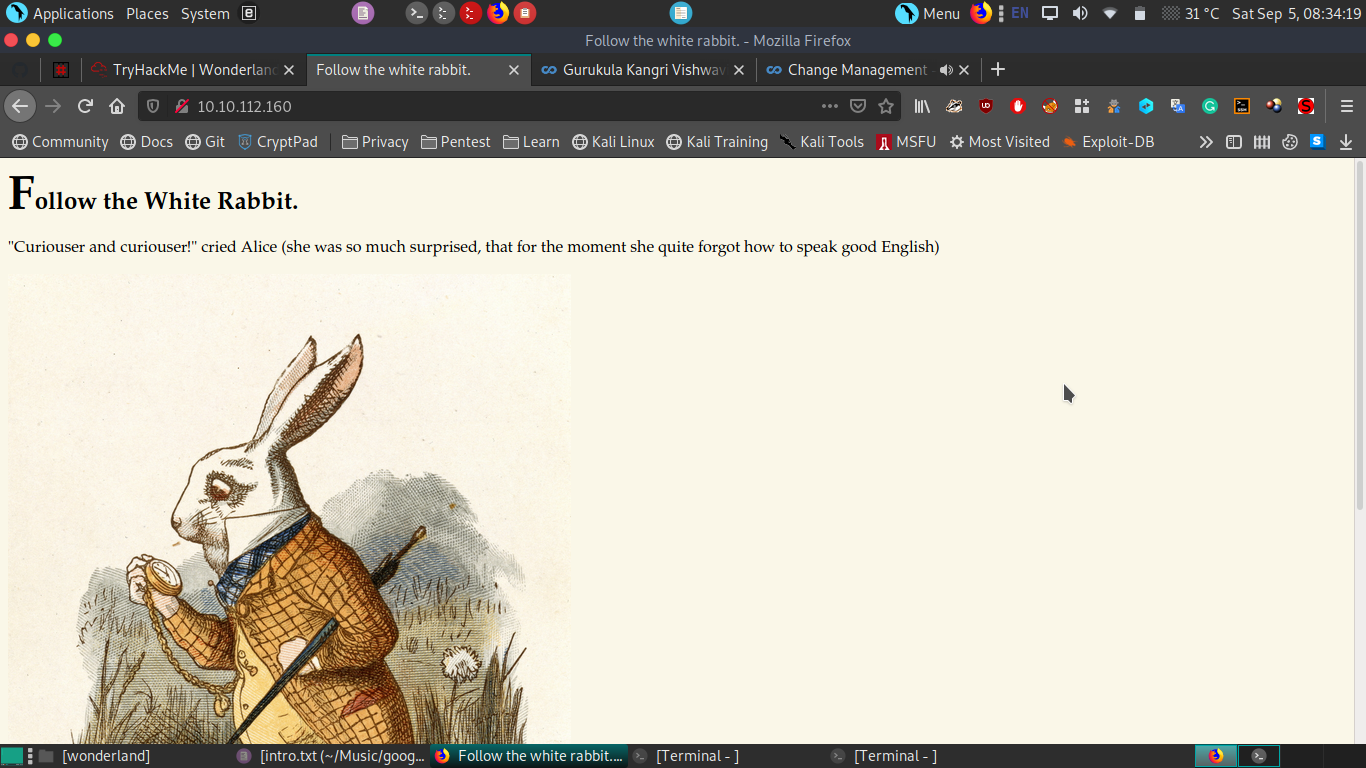 Applications Places System EN Menu 31 °C Sat Sep 5, 08:34:19
Follow the white rabbit. - Mozilla Firefox
TryHackMe | Wonderland Follow the white rabbit. Gurukula Kangri Vishwav Change Management -
10.10.112.160
Community Docs Git CryptPad Privacy Pentest Learn Kali Linux Kali Training Kali Tools MSFU Most Visited Exploit-DB
Follow the White Rabbit.
"Curiouser and curiouser!" cried Alice (she was so much surprised, that for the moment she quite forgot how to speak good English)
[wonderland] [intro.txt (~/Music/goog... Follow the white rabbit.... [Terminal - ] [Terminal - ]